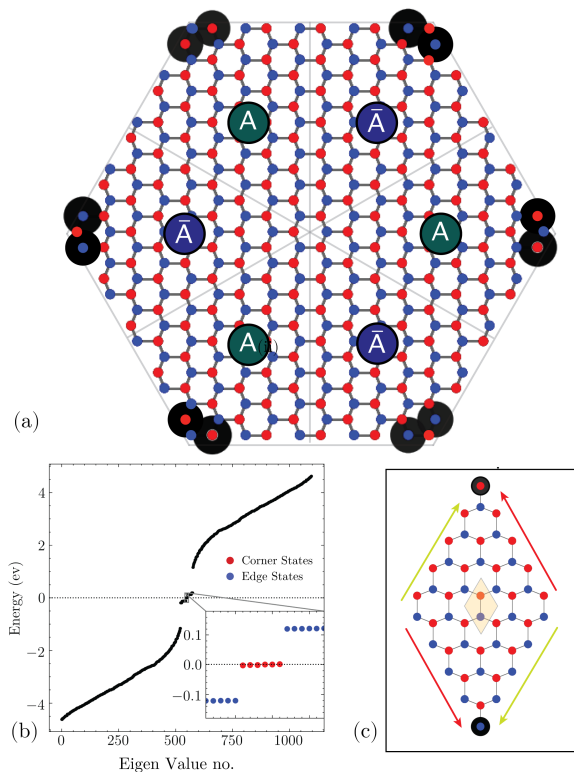 A Ā
Ā A
A (i) Ā
(a)
Energy (ev)
4
2
0
−2
−4
Corner States
Edge States
0.1
0.0
−0.1
0 250 500 750 1000
Eigen Value no.
(b)
(c)